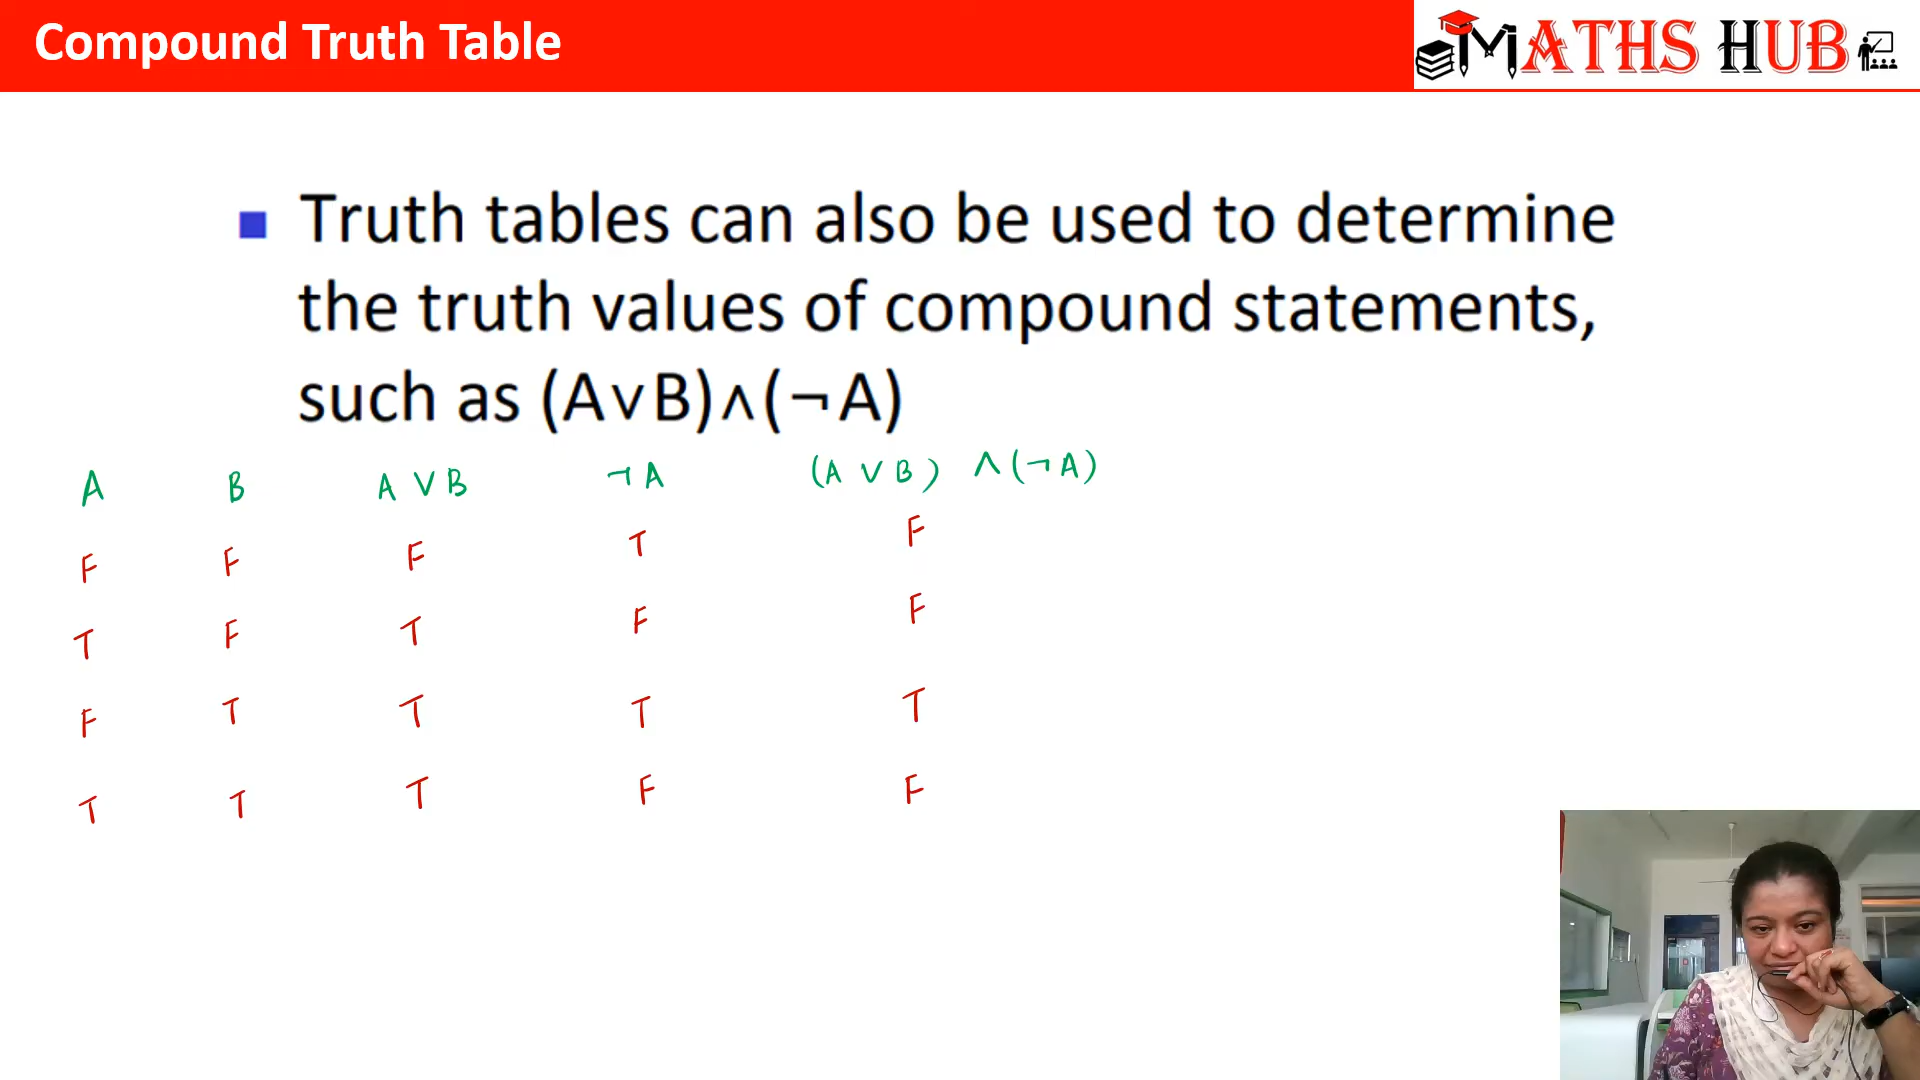 Compound Truth Table
MATHS HUB
Truth tables can also be used to determine
the truth values of compound statements,
such as (A∨B)∧(¬A)
A B A ∨ B ¬A (A ∨ B) ∧ (¬A)
F F F T F
T F T F F
F T T T T
T T T F F